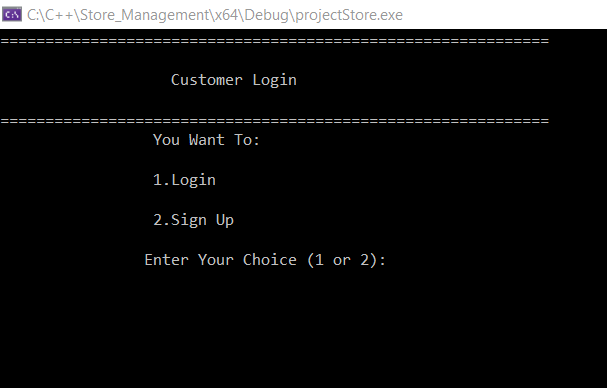 C:\C++\Store_Management\x64\Debug\projectStore.exe
=============================================================
Customer Login
=============================================================
You Want To:
1.Login
2.Sign Up
Enter Your Choice (1 or 2):